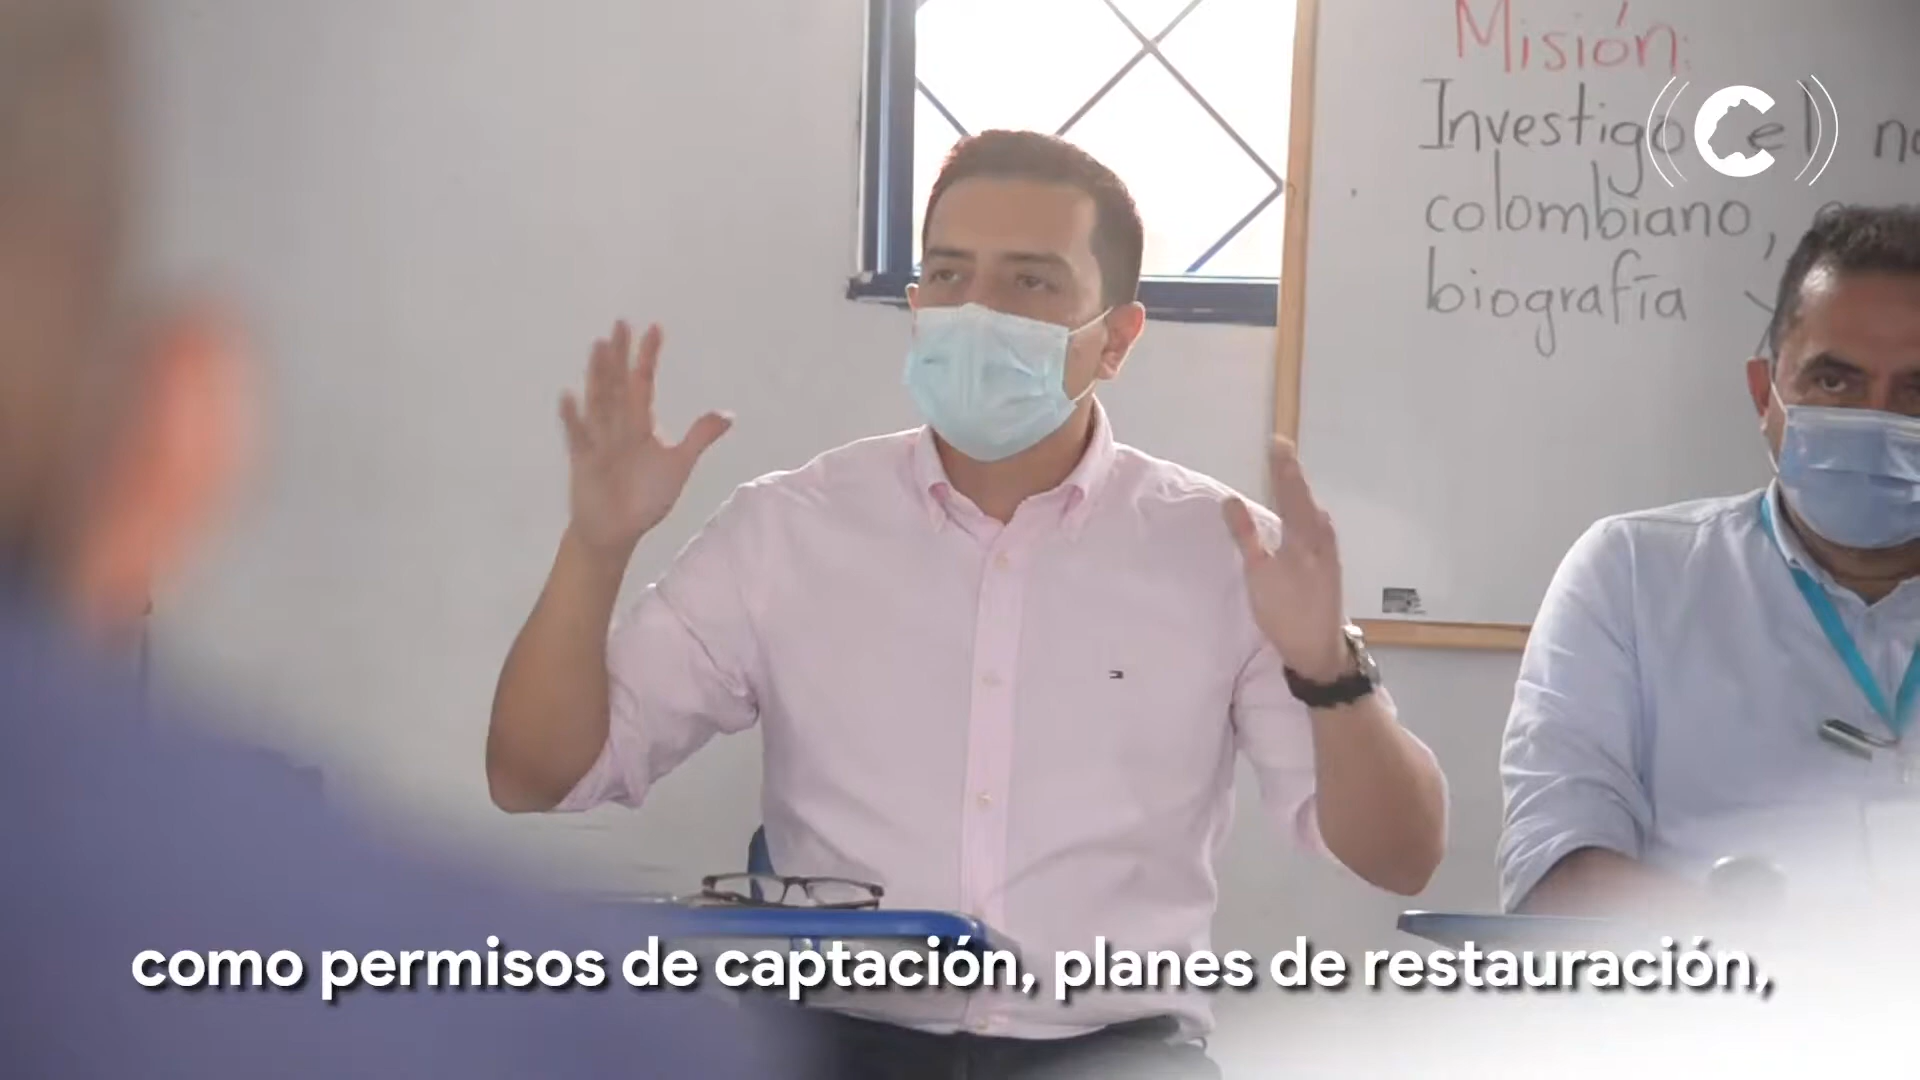 Misión:
Investigo el
colombiano,
biografía y
como permisos de captación, planes de restauración,